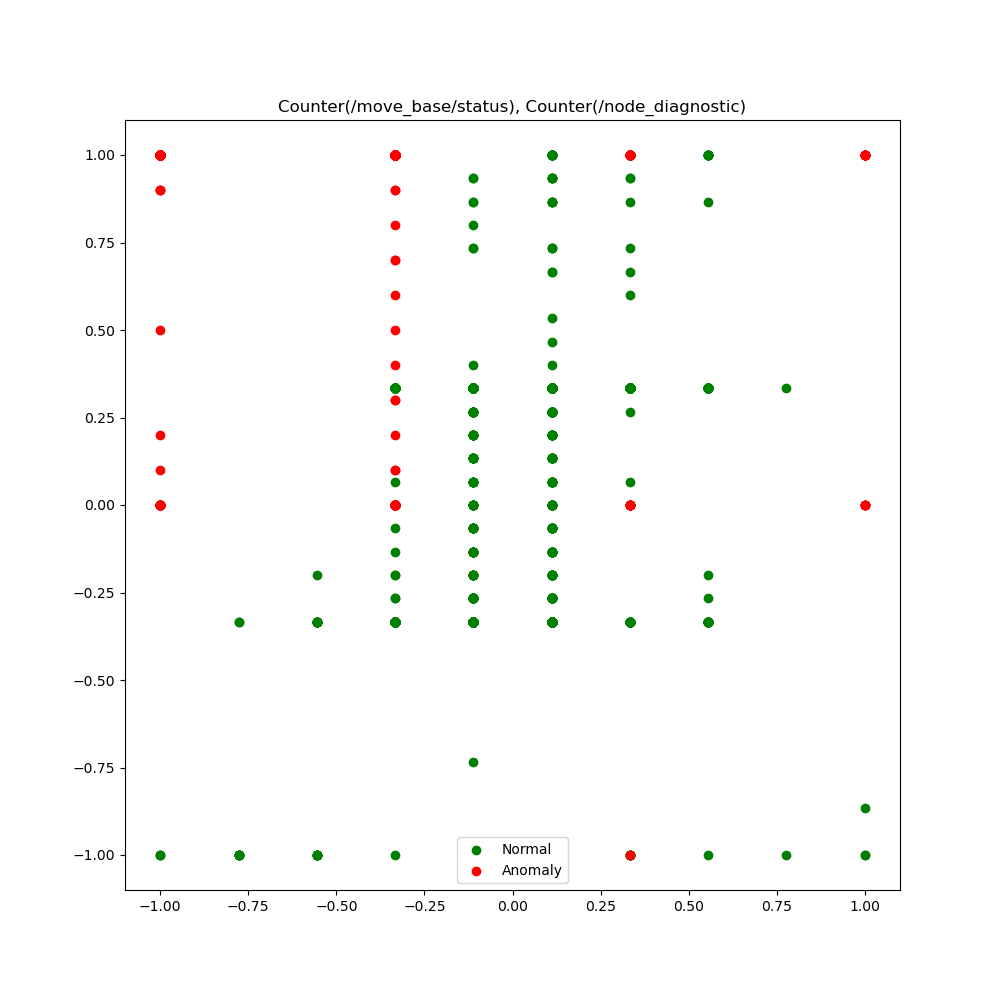 Counter(/move_base/status), Counter(/node_diagnostic)
1.00
0.75
0.50
0.25
0.00
−0.25
−0.50
−0.75
−1.00
Normal
Anomaly
−1.00 −0.75 −0.50 −0.25 0.00 0.25 0.50 0.75 1.00